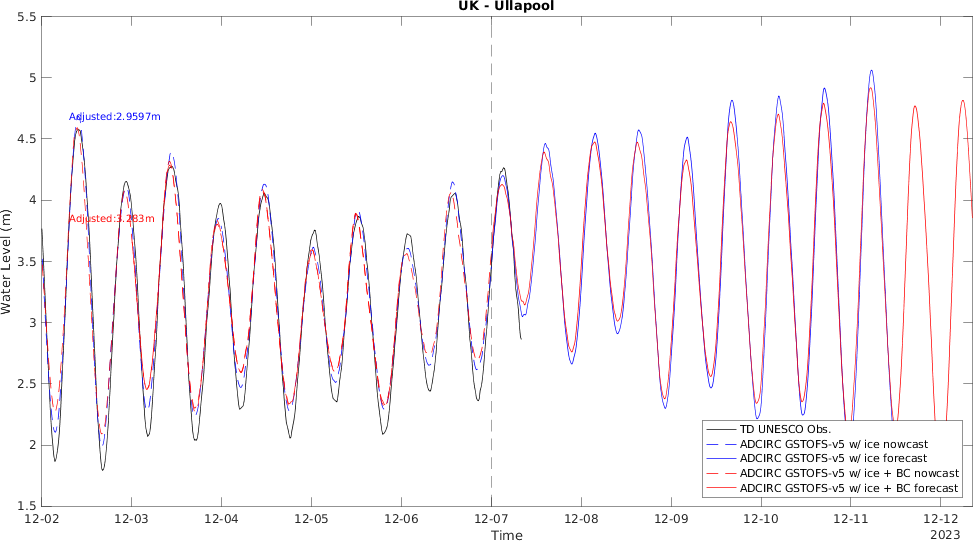 UK - Ullapool
5.5
5
4.5
4
3.5
3
2.5
2
1.5
Water Level (m)
Adjusted:2.9597m
Adjusted:3.283m
TD UNESCO Obs.
ADCIRC GSTOFS-v5 w/ ice nowcast
ADCIRC GSTOFS-v5 w/ ice forecast
ADCIRC GSTOFS-v5 w/ ice + BC nowcast
ADCIRC GSTOFS-v5 w/ ice + BC forecast
12-02 12-03 12-04 12-05 12-06 12-07 12-08 12-09 12-10 12-11 12-12
Time
2023